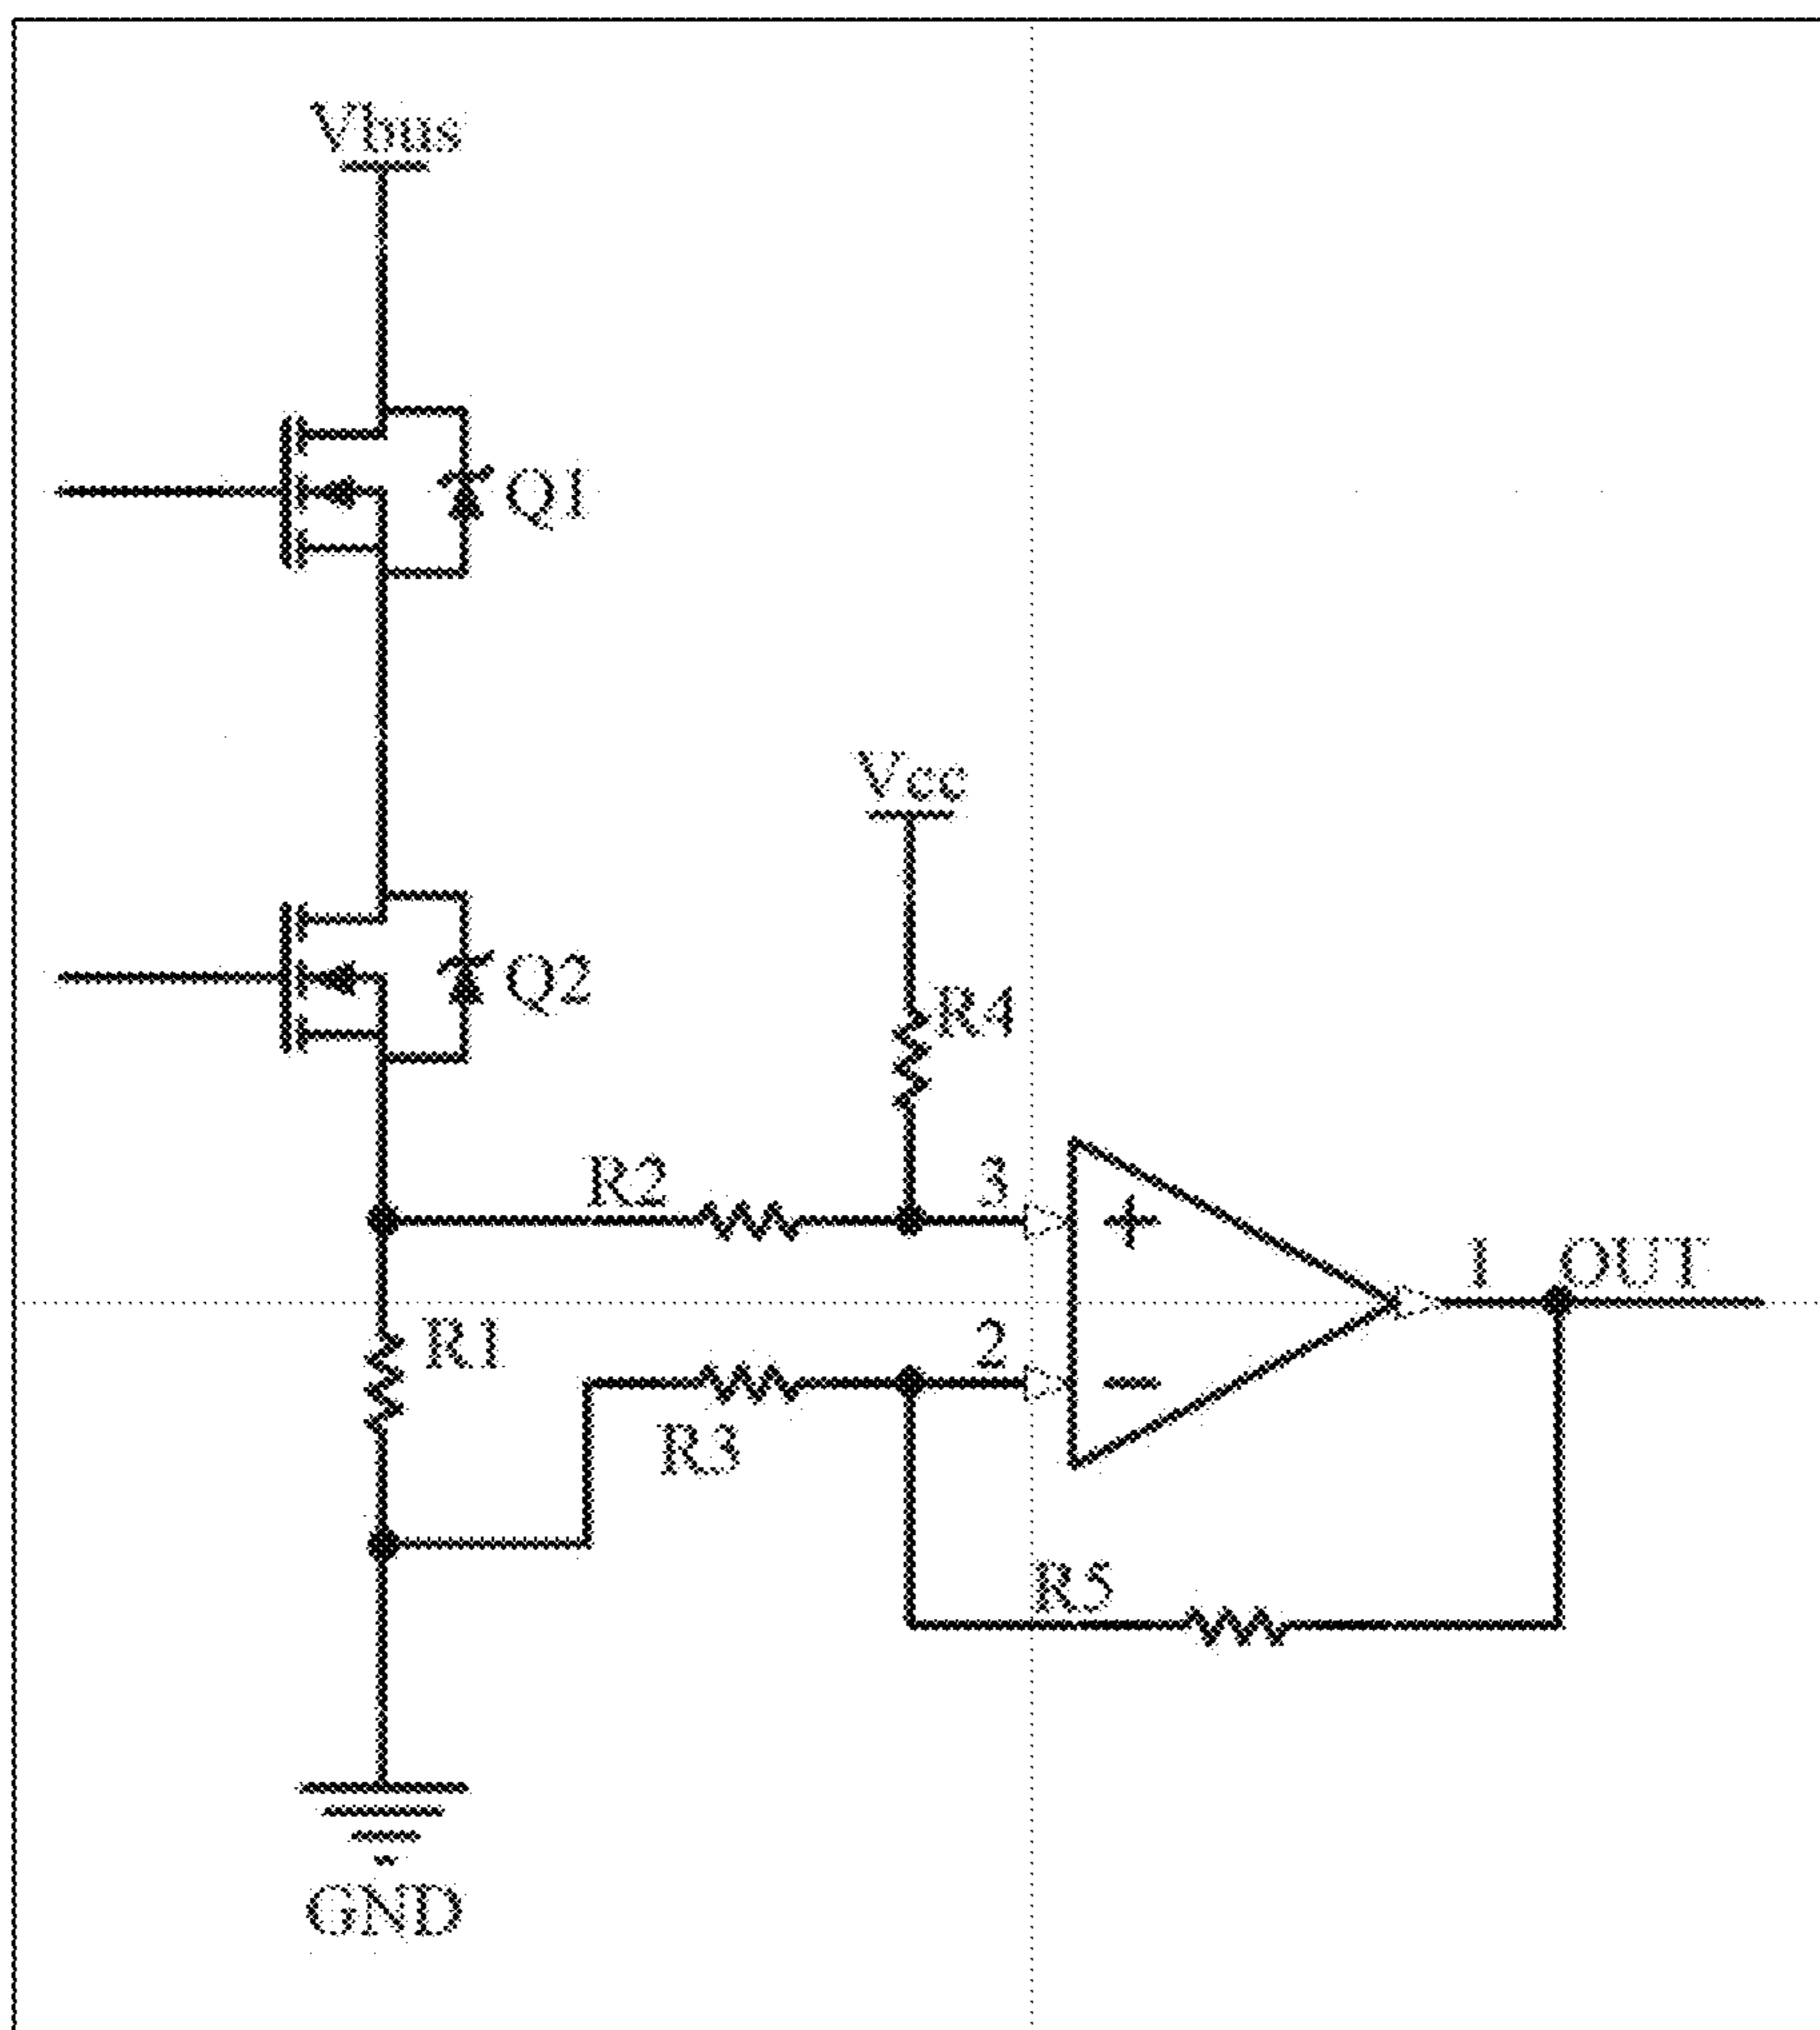 Vbus
Q1
Vcc
Q2
R4
R2
3
+
1 OUT
R1
2
−
R3
R5
GND